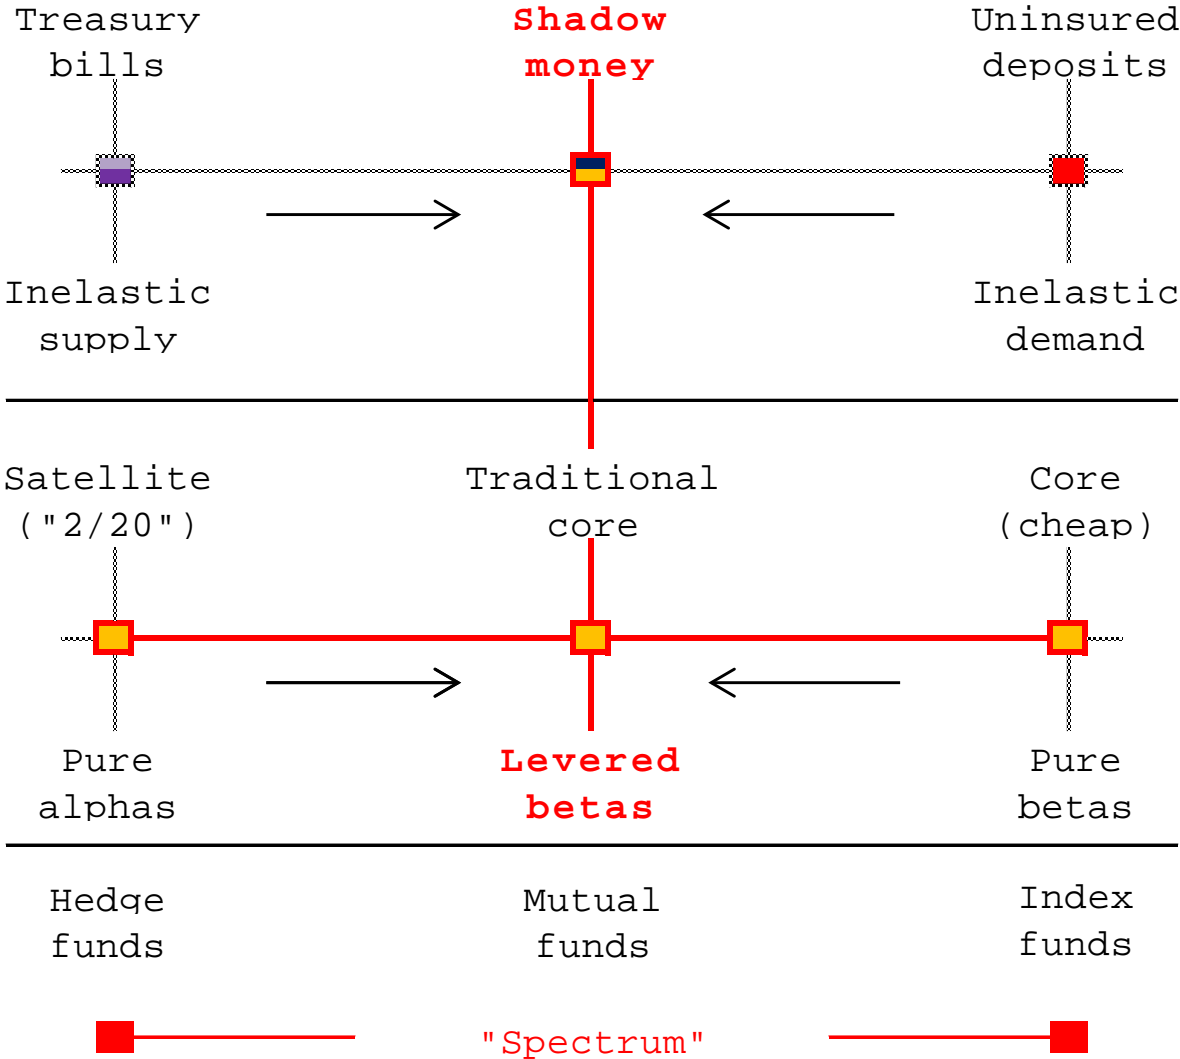 Treasury
bills
Shadow
money
Uninsured
deposits
Inelastic
supply
Inelastic
demand
Satellite
("2/20")
Traditional
core
Core
(cheap)
Pure
alphas
Levered
betas
Pure
betas
Hedge
funds
Mutual
funds
Index
funds
"Spectrum"